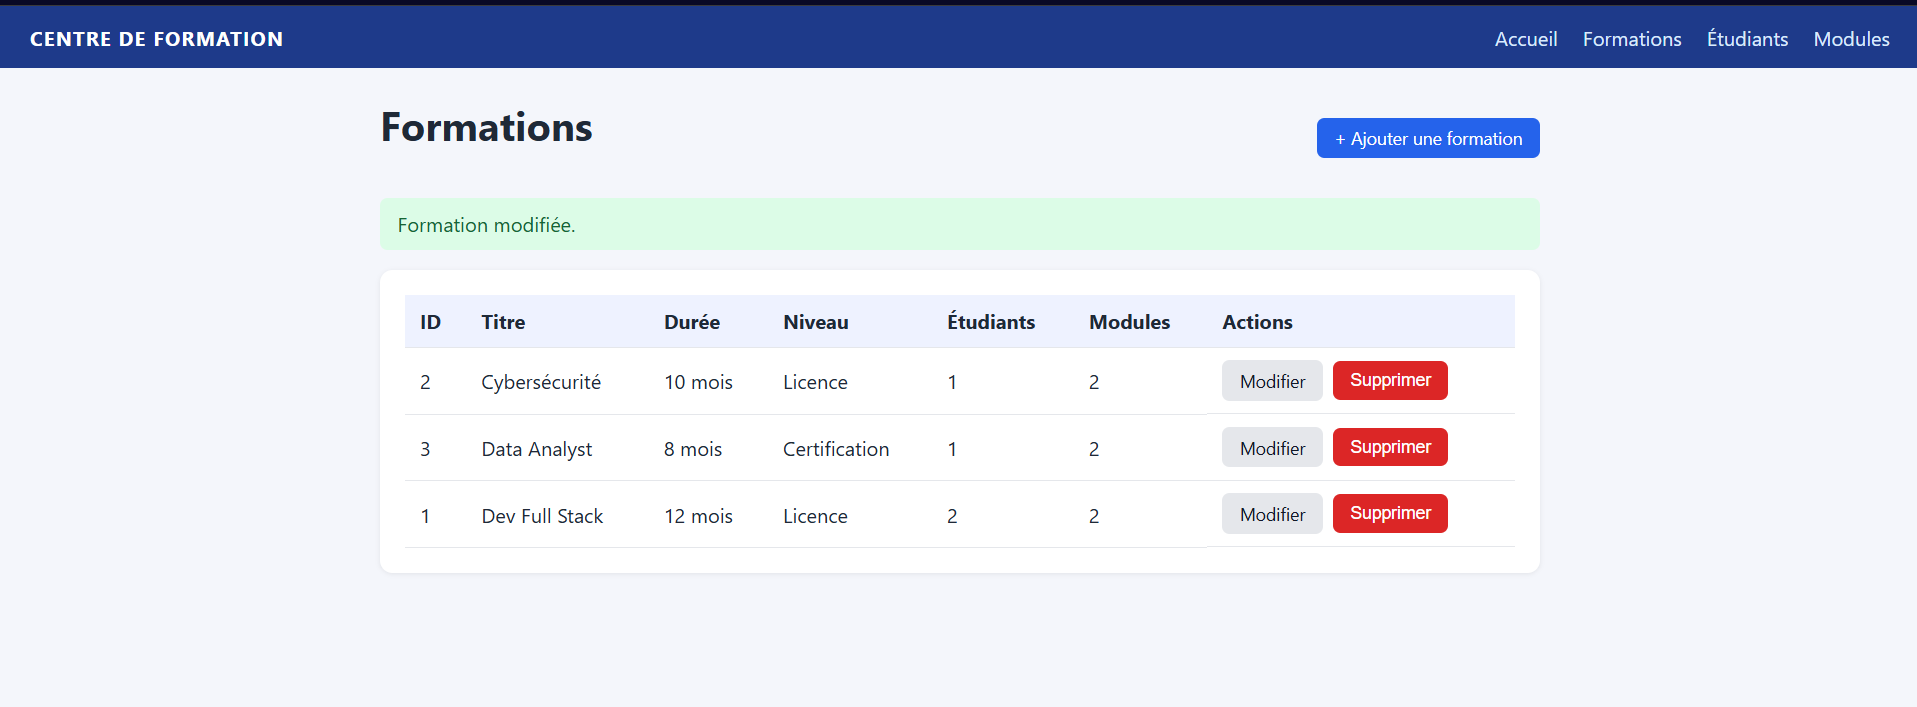 CENTRE DE FORMATION Accueil Formations Étudiants Modules
Formations
+ Ajouter une formation
Formation modifiée.
ID Titre Durée Niveau Étudiants Modules Actions
2 Cybersécurité 10 mois Licence 1 2 Modifier Supprimer
3 Data Analyst 8 mois Certification 1 2 Modifier Supprimer
1 Dev Full Stack 12 mois Licence 2 2 Modifier Supprimer